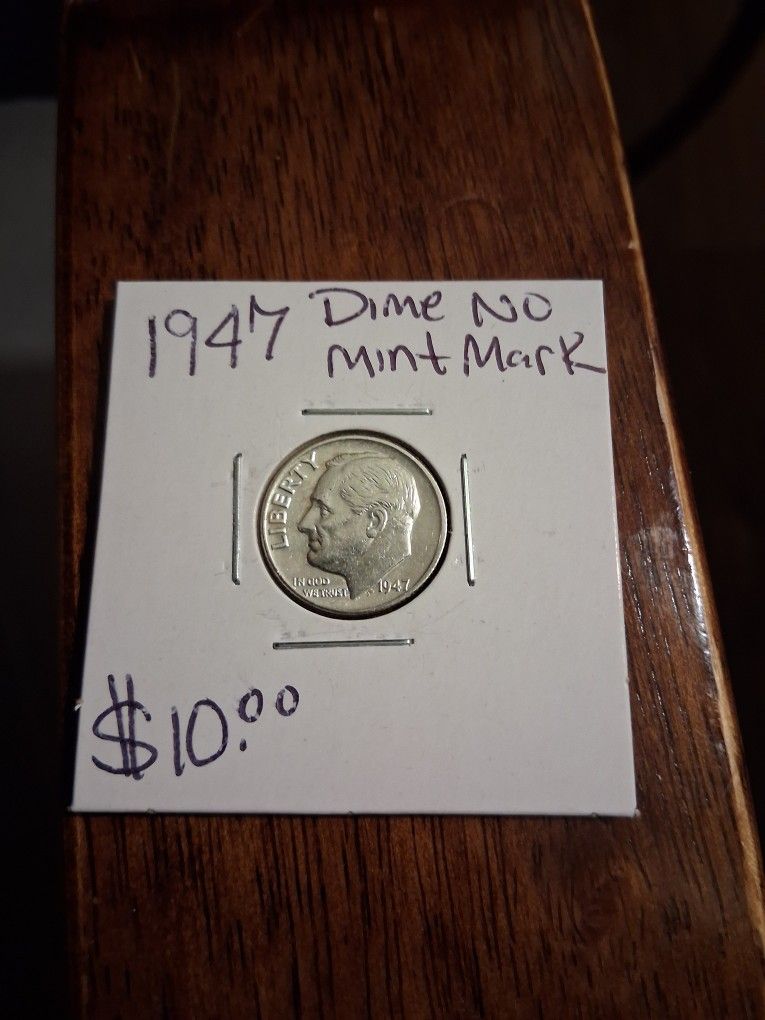 1947 Dime No
Mint Mark
LIBERTY
IN GOD
WE TRUST
1947
$10.00